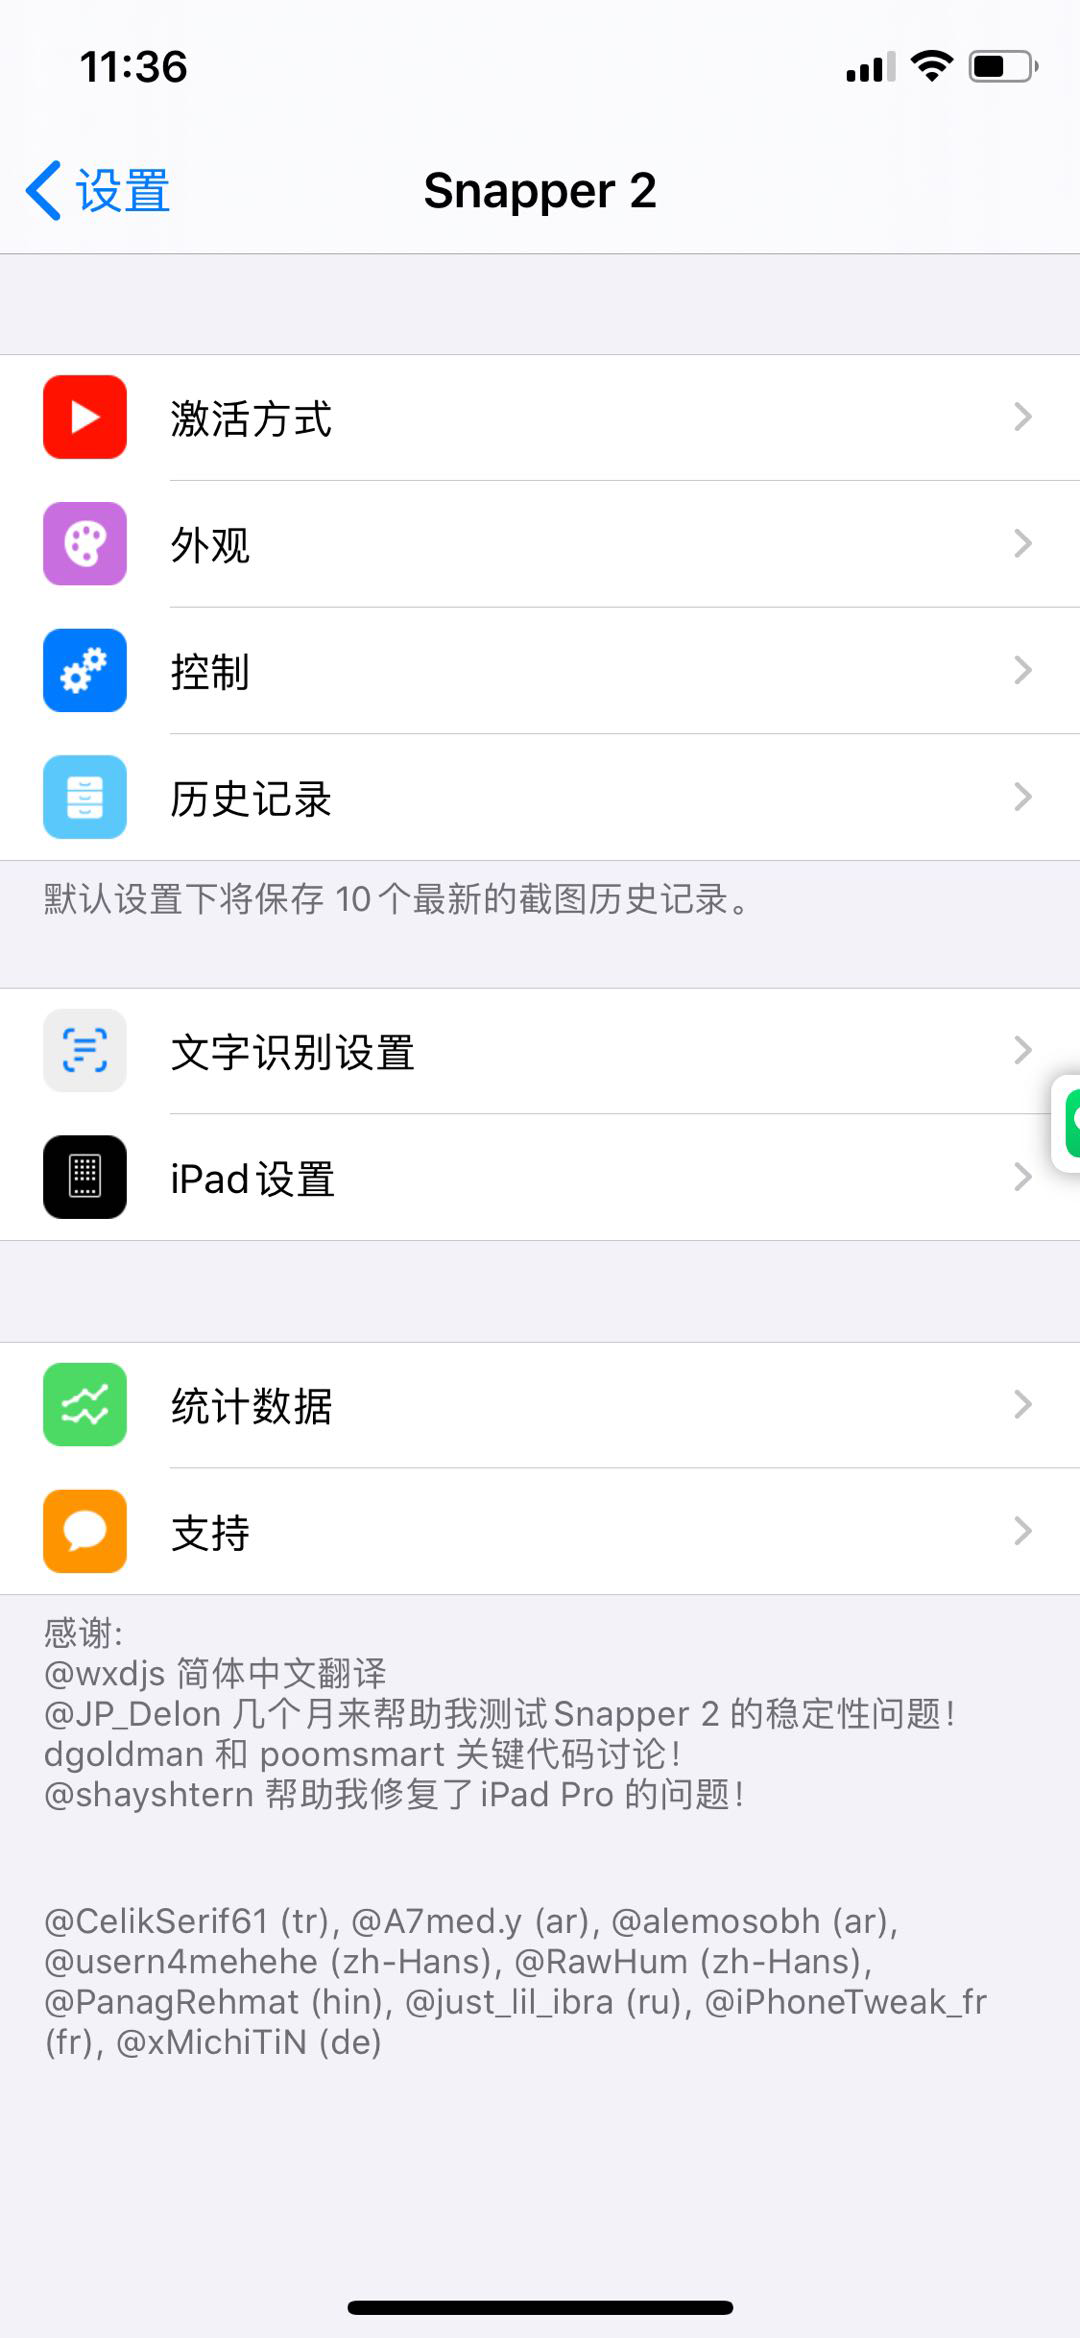 11:36
设置
Snapper 2
激活方式
外观
控制
历史记录
默认设置下将保存 10个最新的截图历史记录。
文字识别设置
iPad设置
统计数据
支持
感谢:
@wxdjs 简体中文翻译
@JP_Delon 几个月来帮助我测试Snapper 2 的稳定性问题！
dgoldman 和 poomsmart 关键代码讨论！
@shayshtern 帮助我修复了iPad Pro 的问题！
@CelikSerif61 (tr), @A7med.y (ar), @alemosobh (ar),
@usern4mehehe (zh-Hans), @RawHum (zh-Hans),
@PanagRehmat (hin), @just_lil_ibra (ru), @iPhoneTweak_fr
(fr), @xMichiTiN (de)